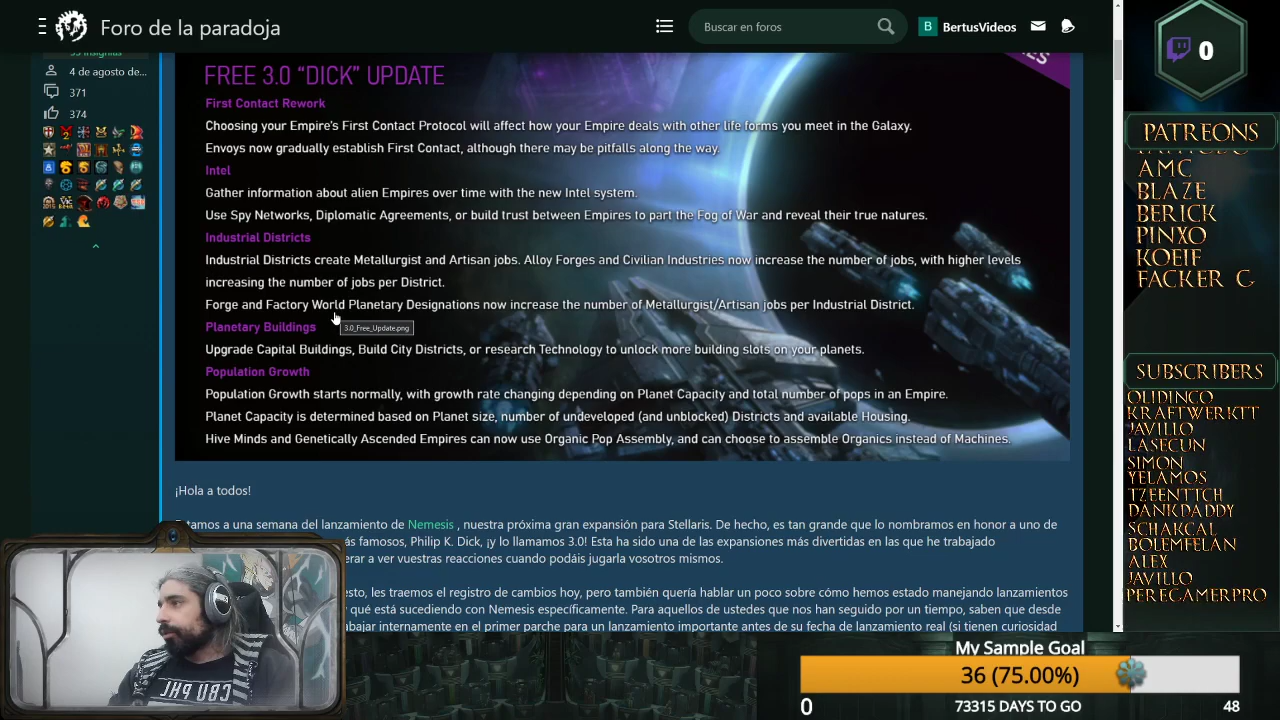 Foro de la paradoja
Buscar en foros
B BertusVideos
4 de agosto de...
371
374
FREE 3.0 “DICK” UPDATE
First Contact Rework
Choosing your Empire's First Contact Protocol will affect how your Empire deals with other life forms you meet in the Galaxy.
Envoys now gradually establish First Contact, although there may be pitfalls along the way.
Intel
Gather information about alien Empires over time with the new Intel system.
Use Spy Networks, Diplomatic Agreements, or build trust between Empires to part the Fog of War and reveal their true natures.
Industrial Districts
Industrial Districts create Metallurgist and Artisan jobs. Alloy Forges and Civilian Industries now increase the number of jobs, with higher levels
increasing the number of jobs per District.
Forge and Factory World Planetary Designations now increase the number of Metallurgist/Artisan jobs per Industrial District.
3.0_Free_Update.png
Planetary Buildings
Upgrade Capital Buildings, Build City Districts, or research Technology to unlock more building slots on your planets.
Population Growth
Population Growth starts normally, with growth rate changing depending on Planet Capacity and total number of pops in an Empire.
Planet Capacity is determined based on Planet size, number of undeveloped (and unblocked) Districts and available Housing.
Hive Minds and Genetically Ascended Empires can now use Organic Pop Assembly, and can choose to assemble Organics instead of Machines.
¡Hola a todos!
Estamos a una semana del lanzamiento de Nemesis , nuestra próxima gran expansión para Stellaris. De hecho, es tan grande que lo nombramos en honor a uno de
más famosos, Philip K. Dick, ¡y lo llamamos 3.0! Esta ha sido una de las expansiones más divertidas en las que he trabajado
a ver vuestras reacciones cuando podáis jugarla vosotros mismos.
esto, les traemos el registro de cambios hoy, pero también quería hablar un poco sobre cómo hemos estado manejando lanzamientos
y qué está sucediendo con Nemesis específicamente. Para aquellos de ustedes que nos han seguido por un tiempo, saben que desde
internamente en el primer parche para un lanzamiento importante antes de su fecha de lanzamiento real (si tienen curiosidad
0
PATREONS
AMC
BLAZE
BERICK
PINXO
KOEIF
FACKER G
SUBSCRIBERS
OLIDINCO
KRAFTWERKTT
JAVILLO
LASECUN
SIMON
YELAMOS
TZEENTTCH
DANKDADDY
SCHAKCAL
BOLEMFELAN
ALEX
JAVILLO
PERECAMERPRO
My Sample Goal
36 (75.00%)
0
73315 DAYS TO GO
48